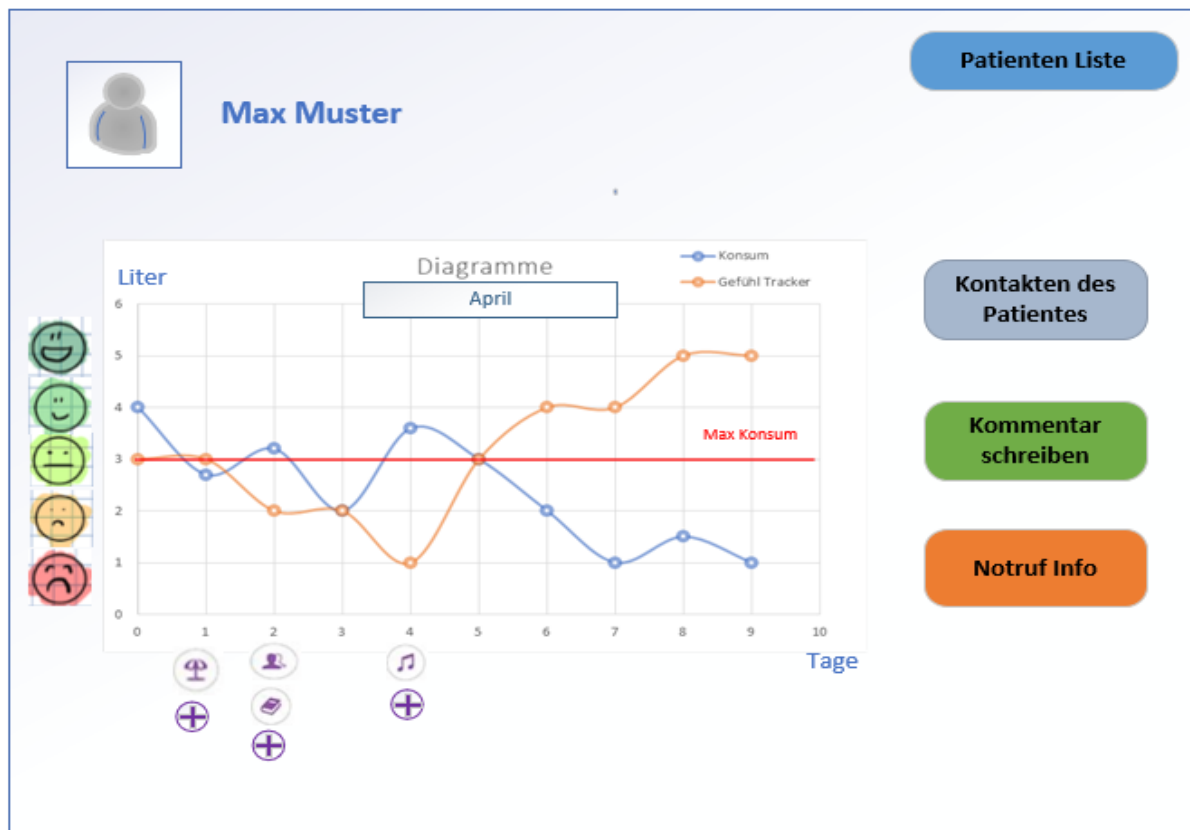 Patienten Liste
Max Muster
Liter
Diagramme
Konsum
Gefühl Tracker
April
6
5
4
3
2
1
0
Max Konsum
0 1 2 3 4 5 6 7 8 9 10
Tage
Kontakten des
Patientes
Kommentar
schreiben
Notruf Info